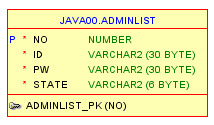 JAVA00.ADMINLIST
P * NO NUMBER
* ID VARCHAR2 (30 BYTE)
* PW VARCHAR2 (30 BYTE)
* STATE VARCHAR2 (6 BYTE)
ADMINLIST_PK (NO)